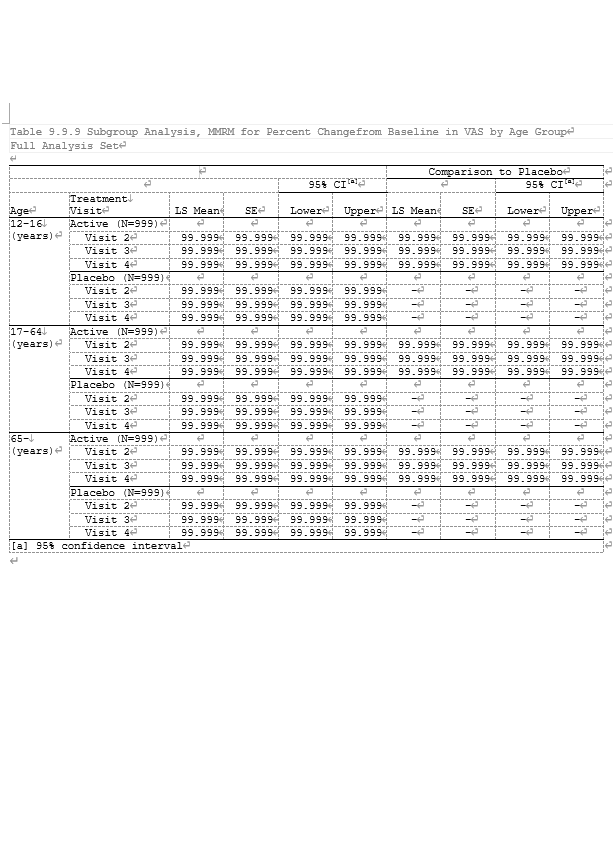 Table 9.9.9 Subgroup Analysis, MMRM for Percent Changefrom Baseline in VAS by Age Group
Full Analysis Set
Comparison to Placebo
95% CI[a] 95% CI[a]
Treatment
Age Visit LS Mean SE Lower Upper LS Mean SE Lower Upper
12-16 Active (N=999)
(years) Visit 2 99.999 99.999 99.999 99.999 99.999 99.999 99.999 99.999
Visit 3 99.999 99.999 99.999 99.999 99.999 99.999 99.999 99.999
Visit 4 99.999 99.999 99.999 99.999 99.999 99.999 99.999 99.999
Placebo (N=999)
Visit 2 99.999 99.999 99.999 99.999 - - - -
Visit 3 99.999 99.999 99.999 99.999 - - - -
Visit 4 99.999 99.999 99.999 99.999 - - - -
17-64 Active (N=999)
(years) Visit 2 99.999 99.999 99.999 99.999 99.999 99.999 99.999 99.999
Visit 3 99.999 99.999 99.999 99.999 99.999 99.999 99.999 99.999
Visit 4 99.999 99.999 99.999 99.999 99.999 99.999 99.999 99.999
Placebo (N=999)
Visit 2 99.999 99.999 99.999 99.999 - - - -
Visit 3 99.999 99.999 99.999 99.999 - - - -
Visit 4 99.999 99.999 99.999 99.999 - - - -
65- Active (N=999)
(years) Visit 2 99.999 99.999 99.999 99.999 99.999 99.999 99.999 99.999
Visit 3 99.999 99.999 99.999 99.999 99.999 99.999 99.999 99.999
Visit 4 99.999 99.999 99.999 99.999 99.999 99.999 99.999 99.999
Placebo (N=999)
Visit 2 99.999 99.999 99.999 99.999 - - - -
Visit 3 99.999 99.999 99.999 99.999 - - - -
Visit 4 99.999 99.999 99.999 99.999 - - - -
[a] 95% confidence interval